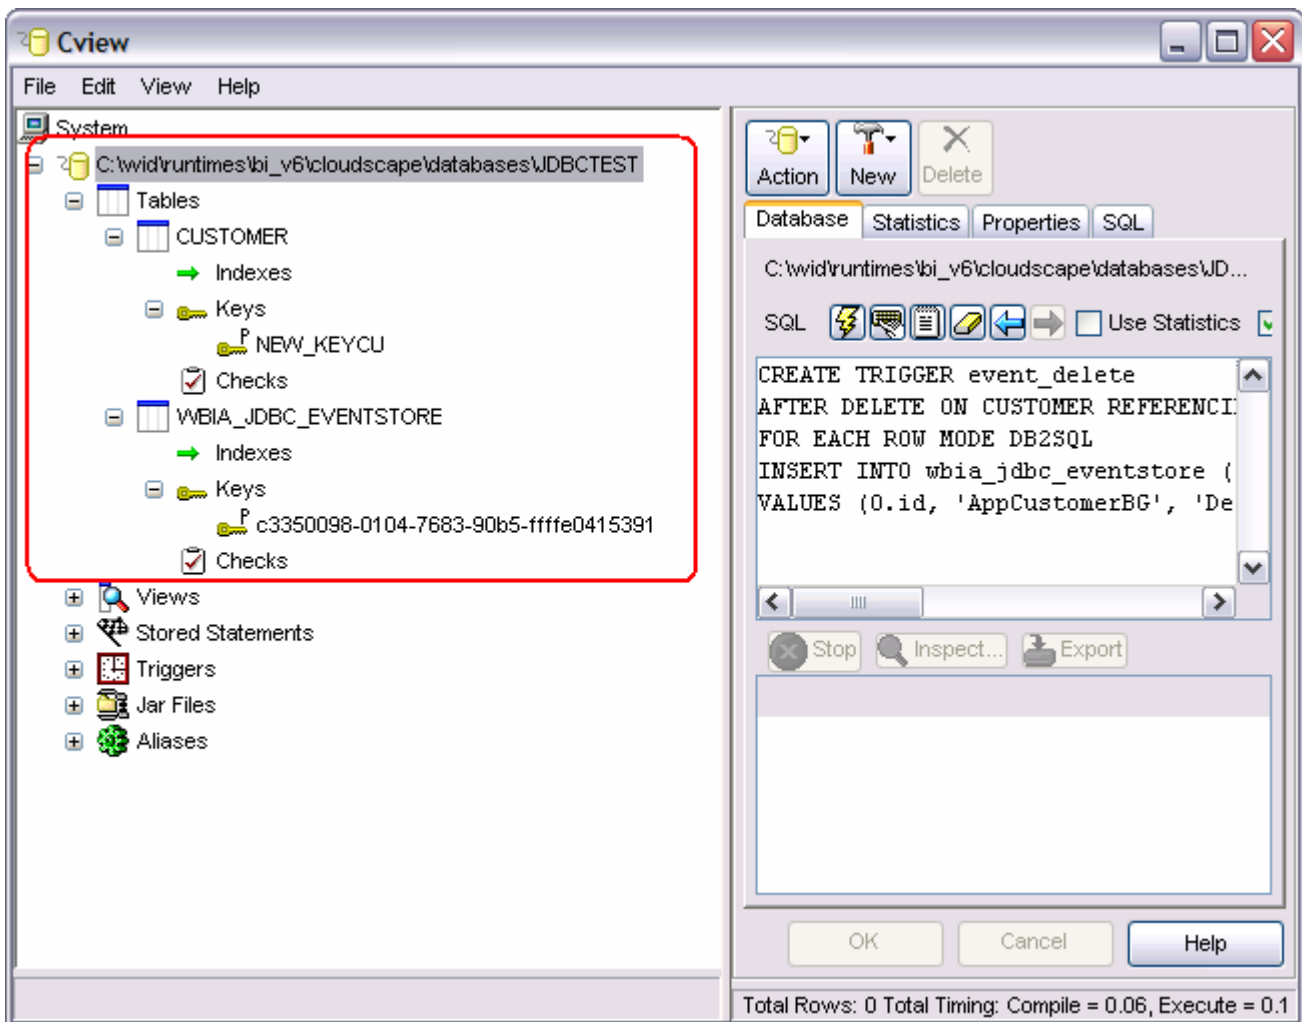 Cview
File Edit View Help
System
C:\wid\runtimes\bi_v6\cloudscape\databases\JDBCTEST
Tables
CUSTOMER
Indexes
Keys
NEW_KEYCU
Checks
WBIA_JDBC_EVENTSTORE
Indexes
Keys
c3350098-0104-7683-90b5-ffffe0415391
Checks
Views
Stored Statements
Triggers
Jar Files
Aliases
Action New Delete
Database Statistics Properties SQL
C:\wid\runtimes\bi_v6\cloudscape\databases\JD...
SQL Use Statistics
CREATE TRIGGER event_delete
AFTER DELETE ON CUSTOMER REFERENCI
FOR EACH ROW MODE DB2SQL
INSERT INTO wbia_jdbc_eventstore (
VALUES (O.id, 'AppCustomerBG', 'De
Stop Inspect... Export
OK Cancel Help
Total Rows: 0 Total Timing: Compile = 0.06, Execute = 0.1